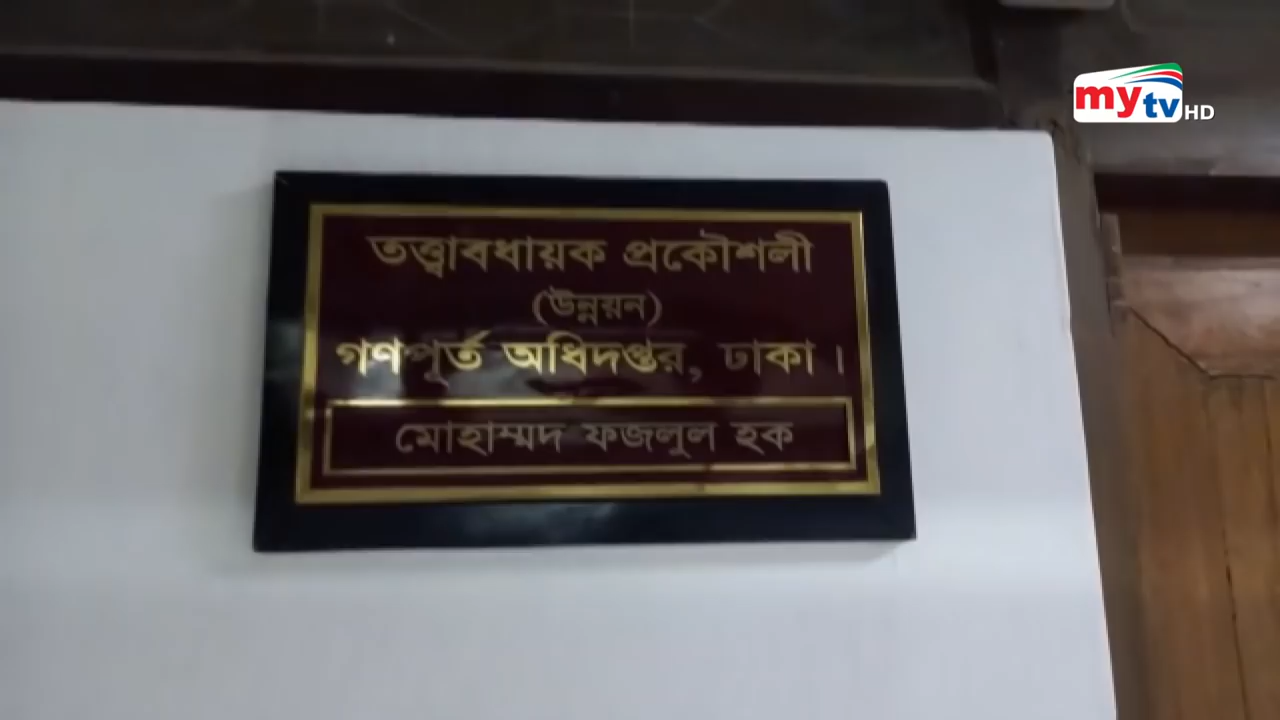 mytv HD
তত্ত্বাবধায়ক প্রকৌশলী
(উন্নয়ন)
গণপূর্ত অধিদপ্তর, ঢাকা।
মোহাম্মদ ফজলুল হক